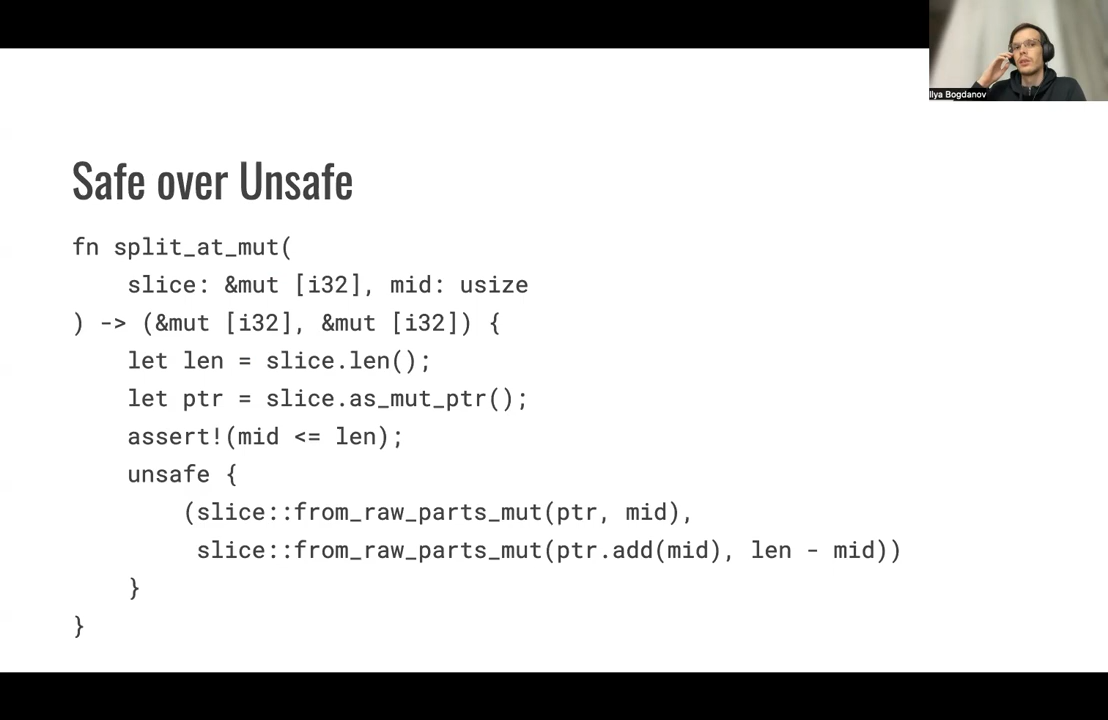 Ilya Bogdanov
Safe over Unsafe
fn split_at_mut(
    slice: &mut [i32], mid: usize
) -> (&mut [i32], &mut [i32]) {
    let len = slice.len();
    let ptr = slice.as_mut_ptr();
    assert!(mid <= len);
    unsafe {
        (slice::from_raw_parts_mut(ptr, mid),
         slice::from_raw_parts_mut(ptr.add(mid), len - mid))
    }
}